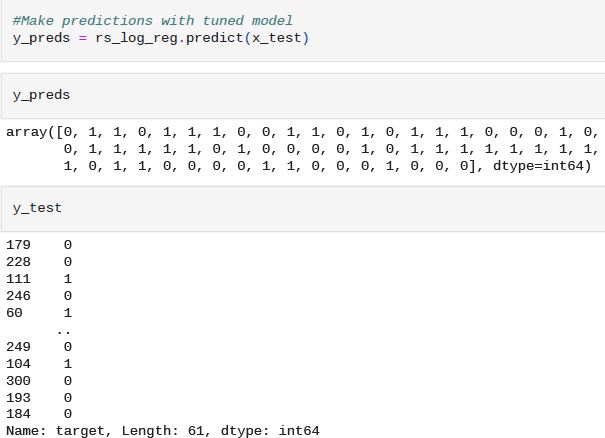 #Make predictions with tuned model
y_preds = rs_log_reg.predict(x_test)
y_preds
array([0, 1, 1, 0, 1, 1, 1, 0, 0, 1, 1, 0, 1, 0, 1, 1, 1, 0, 0, 0, 1, 0,
0, 1, 1, 1, 1, 1, 0, 1, 0, 0, 0, 0, 1, 0, 1, 1, 1, 1, 1, 1, 1, 1,
1, 0, 1, 1, 0, 0, 0, 0, 1, 1, 0, 0, 0, 1, 0, 0, 0], dtype=int64)
y_test
179 0
228 0
111 1
246 0
60 1
..
249 0
104 1
300 0
193 0
184 0
Name: target, Length: 61, dtype: int64